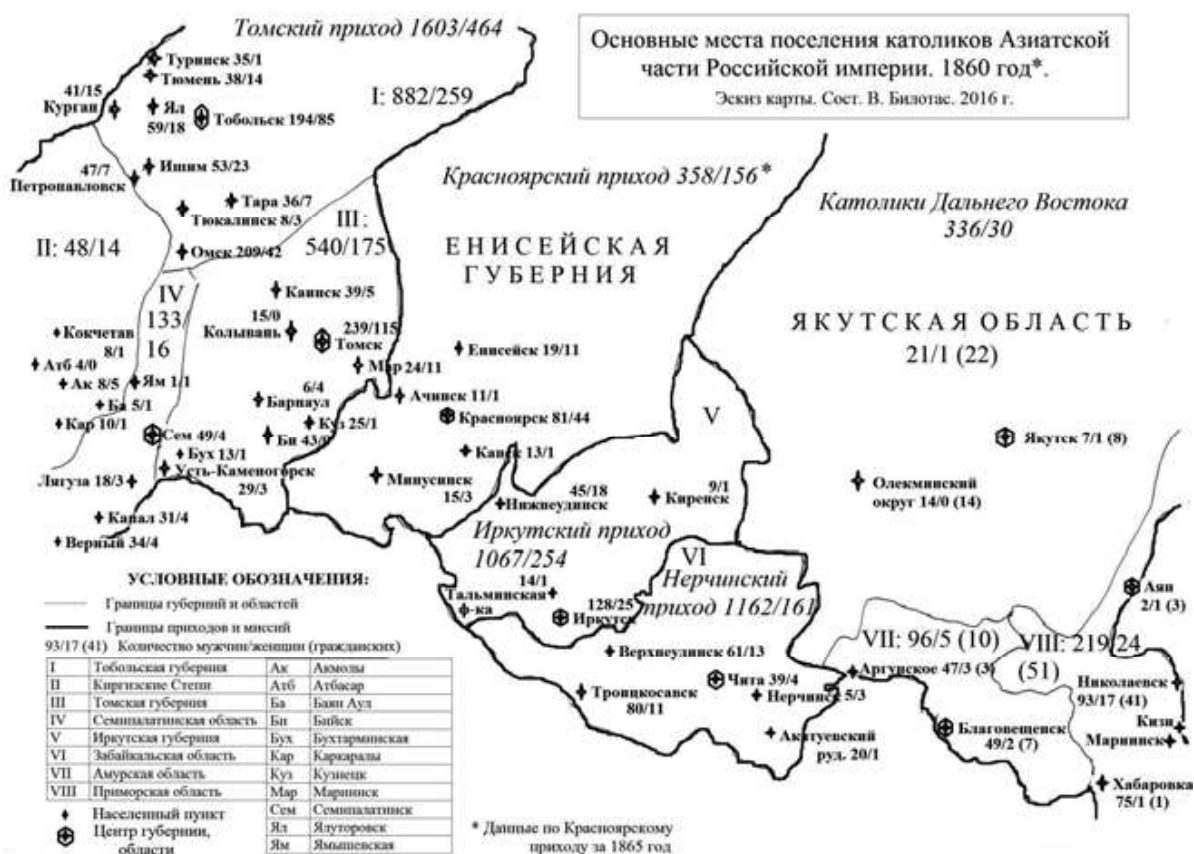 Основные места поселения католиков Азиатской
части Российской империи. 1860 год*.
Эскиз карты. Сост. В. Билотас. 2016 г.
Томский приход 1603/464
Туринск 35/1
Тюмень 38/14
41/15
Курган
Ял
59/18
Тобольск 194/85
I: 882/259
Ишим 53/23
47/7
Петропавловск
Тара 36/7
Тюкалинск 8/3
Красноярский приход 358/156*
Католики Дальнего Востока
336/30
II: 48/14
III:
540/175
Омск 209/42
ЕНИСЕЙСКАЯ
ГУБЕРНИЯ
IV
133/
16
Каинск 39/5
15/0
Колывань
239/115
Томск
ЯКУТСКАЯ ОБЛАСТЬ
21/1 (22)
Кокчетав
8/1
Атб 4/0
Ак 8/5
Ям 1/1
Ба 5/1
Кар 10/1
Енисейск 19/11
Мар 24/11
Ачинск 11/1
6/4
Барнаул
Куз 25/1
Би 43/
Красноярск 81/44
V
Сем 49/4
Бух 13/1
Усть-Каменогорск
29/3
Канск 13/1
Якутск 7/1 (8)
Лягуза 18/3
Минусинск
15/3
45/18
Нижнеудинск
9/1
Киренск
Олекминский
округ 14/0 (14)
Капал 31/4
Верный 34/4
Иркутский приход
1067/254
VI
Нерчинский
приход 1162/161
14/1
Тальминская
ф-ка
128/25
Иркутск
Аян
2/1 (3)
VII: 96/5 (10)
VIII: 219/24
(51)
Верхнеудинск 61/13
Чита 39/4
Аргунское 47/3 (3)
Троицкосавск
80/11
Нерчинск 5/3
Николаевск
93/17 (41)
Акатуевский
руд. 20/1
Благовещенск
49/2 (7)
Кизи
Мариинск
Хабаровка
75/1 (1)
УСЛОВНЫЕ ОБОЗНАЧЕНИЯ:
Границы губерний и областей
Границы приходов и миссий
93/17 (41) Количество мужчин/женщин (гражданских)
I Тобольская губерния Ак Акмолы
II Киргизские Степи Атб Атбасар
III Томская губерния Ба Баян Аул
IV Семипалатинская область Би Бийск
V Иркутская губерния Бух Бухтарминская
VI Забайкальская область Кар Каркаралы
VII Амурская область Куз Кузнецк
VIII Приморская область Мар Мариинск
Населенный пункт Сем Семипалатинск
Центр губернии, Ял Ялуторовск
области Ям Ямышевская
* Данные по Красноярскому
приходу за 1865 год